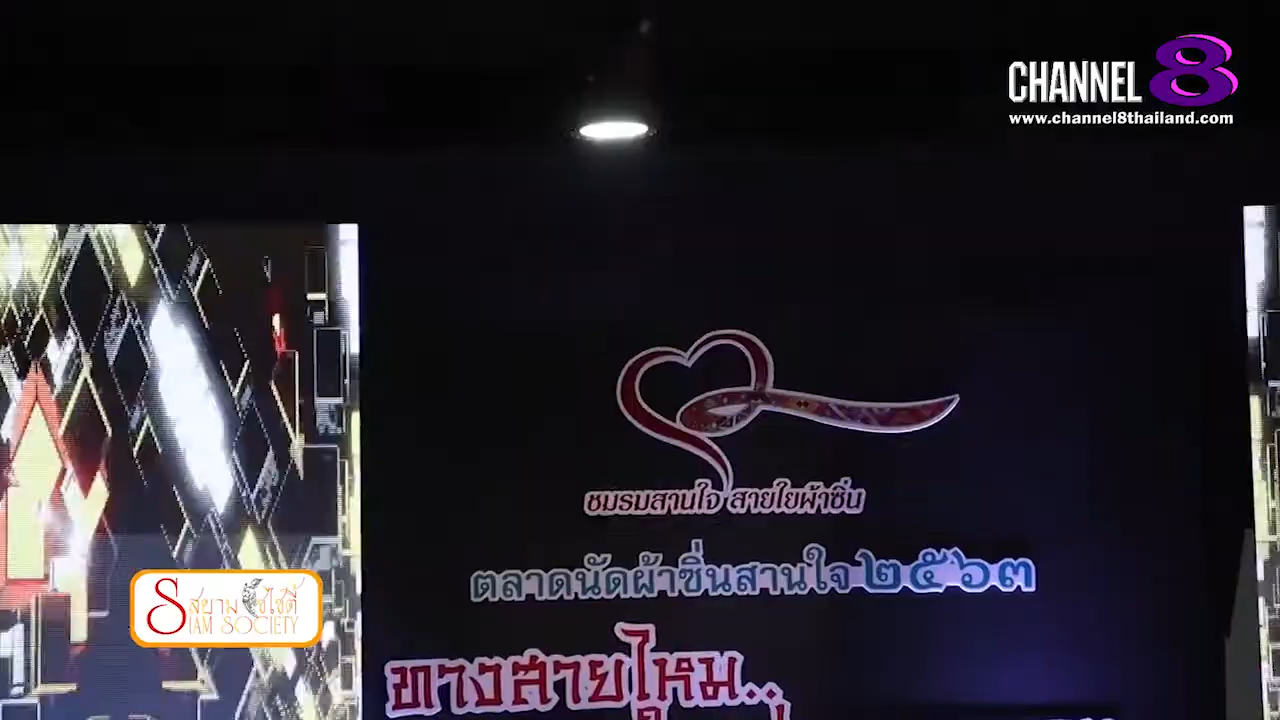 CHANNEL 8
www.channel8thailand.com
ชมรมสานใจ สายใยผ้าซิ่น
ตลาดนัดผ้าซิ่นสานใจ ๒๕๖๓
สยามโซไซตี้
SIAM SOCIETY
ทางสายไหม..